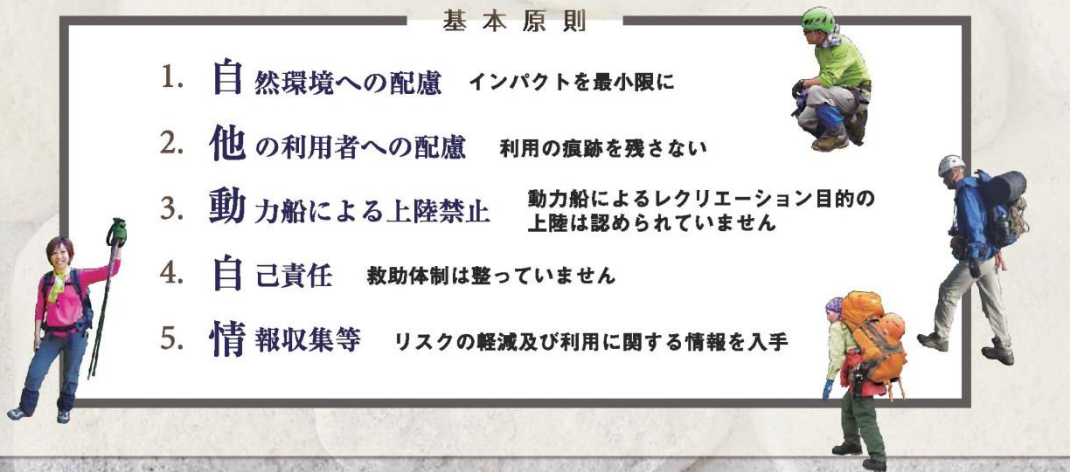 基本原則
1. 自然環境への配慮 インパクトを最小限に
2. 他の利用者への配慮 利用の痕跡を残さない
3. 動力船による上陸禁止 動力船によるレクリエーション目的の
上陸は認められていません
4. 自己責任 救助体制は整っていません
5. 情報収集等 リスクの軽減及び利用に関する情報を入手